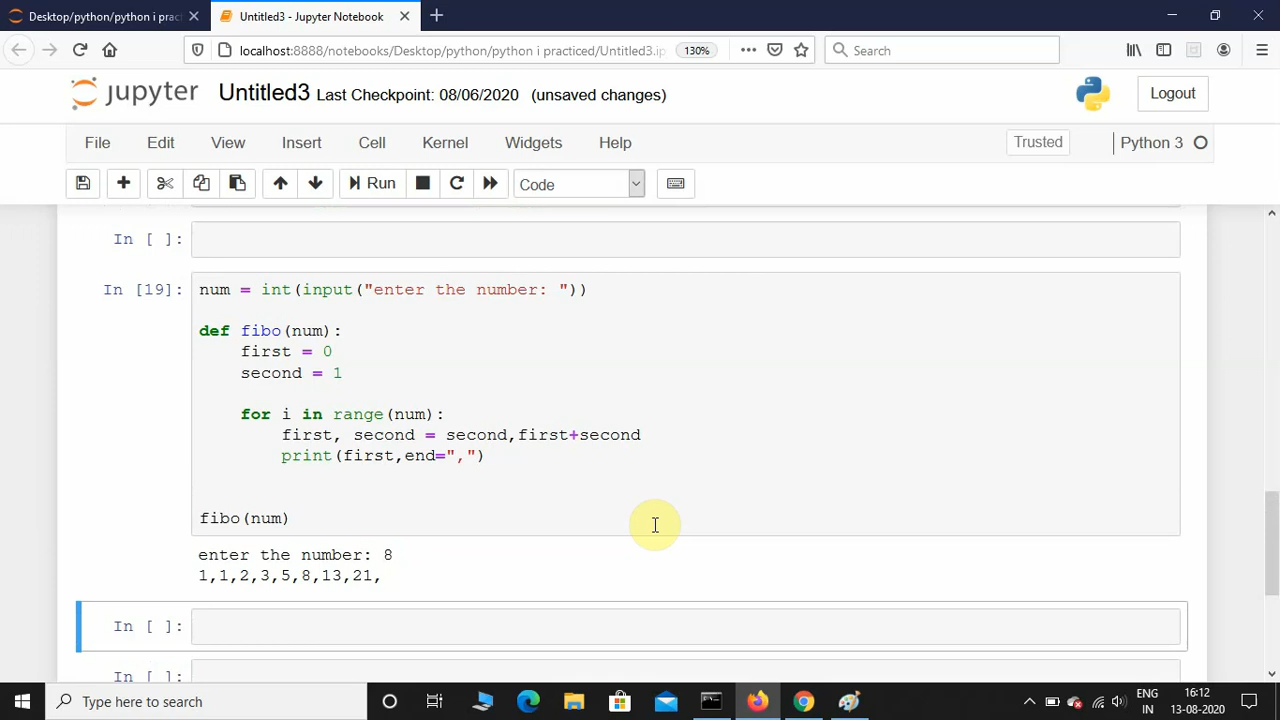 Desktop/python/python i prac
Untitled3 - Jupyter Notebook
localhost:8888/notebooks/Desktop/python/python i practiced/Untitled3.ip
130%
Search
jupyter
Untitled3 Last Checkpoint: 08/06/2020 (unsaved changes)
Logout
File Edit View Insert Cell Kernel Widgets Help
Trusted
Python 3
Run
Code
In [ ]:
In [19]:
num = int(input("enter the number: "))
def fibo(num):
first = 0
second = 1
for i in range(num):
first, second = second,first+second
print(first,end=",")
fibo(num)
enter the number: 8
1,1,2,3,5,8,13,21,
In [ ]:
In [ ]:
Type here to search
ENG
IN
16:12
13-08-2020